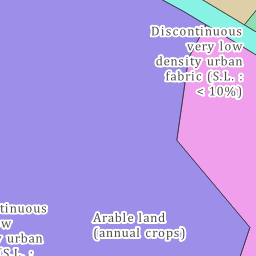 Discontinuous
very low
density urban
fabric (S.L. :
< 10%)
Arable land
(annual crops)
tinuous
w
y urban
(S.L. :